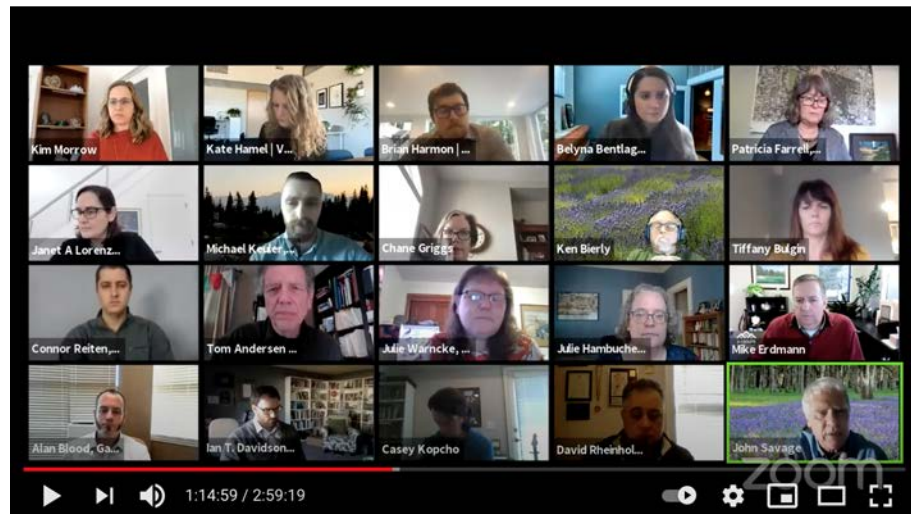 Kim Morrow
Kate Hamel | V...
Brian Harmon | ...
Belyna Bentlag...
Patricia Farrell,...
Janet A Lorenz...
Chane Griggs
Ken Bierly
Tiffany Bulgin
Connor Reiten,...
Tom Andersen ...
Julie Warncke, ...
Julie Hambuche...
Mike Erdmann
Alan Blood, Ga...
Ian T. Davidson...
Casey Kopcho
David Rheinhol...
John Savage
zoom
1:14:59 / 2:59:19